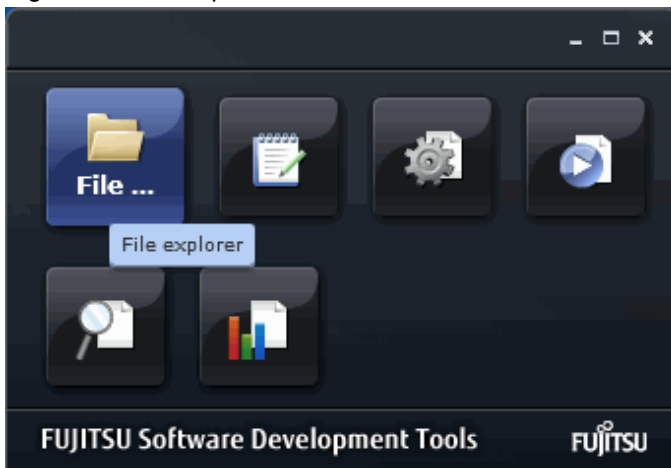 File ...
File explorer
FUJITSU Software Development Tools
FUJITSU